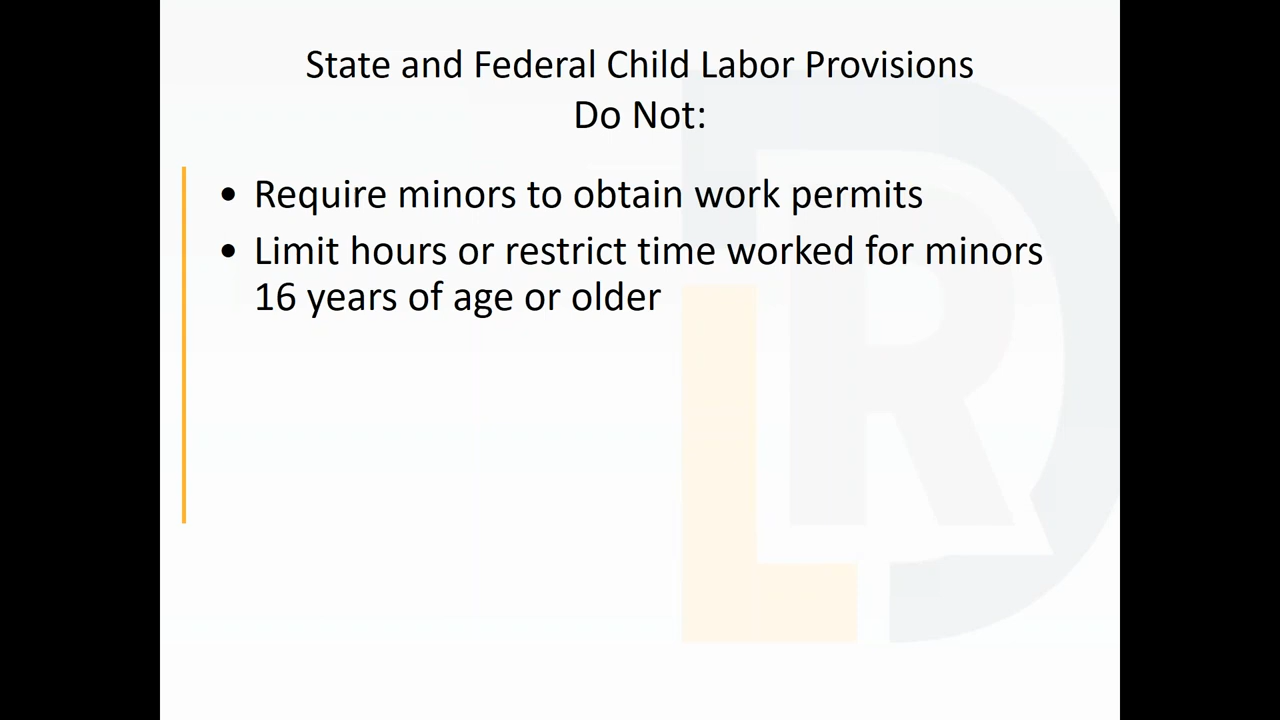 State and Federal Child Labor Provisions
Do Not:
• Require minors to obtain work permits
• Limit hours or restrict time worked for minors
16 years of age or older
DLR